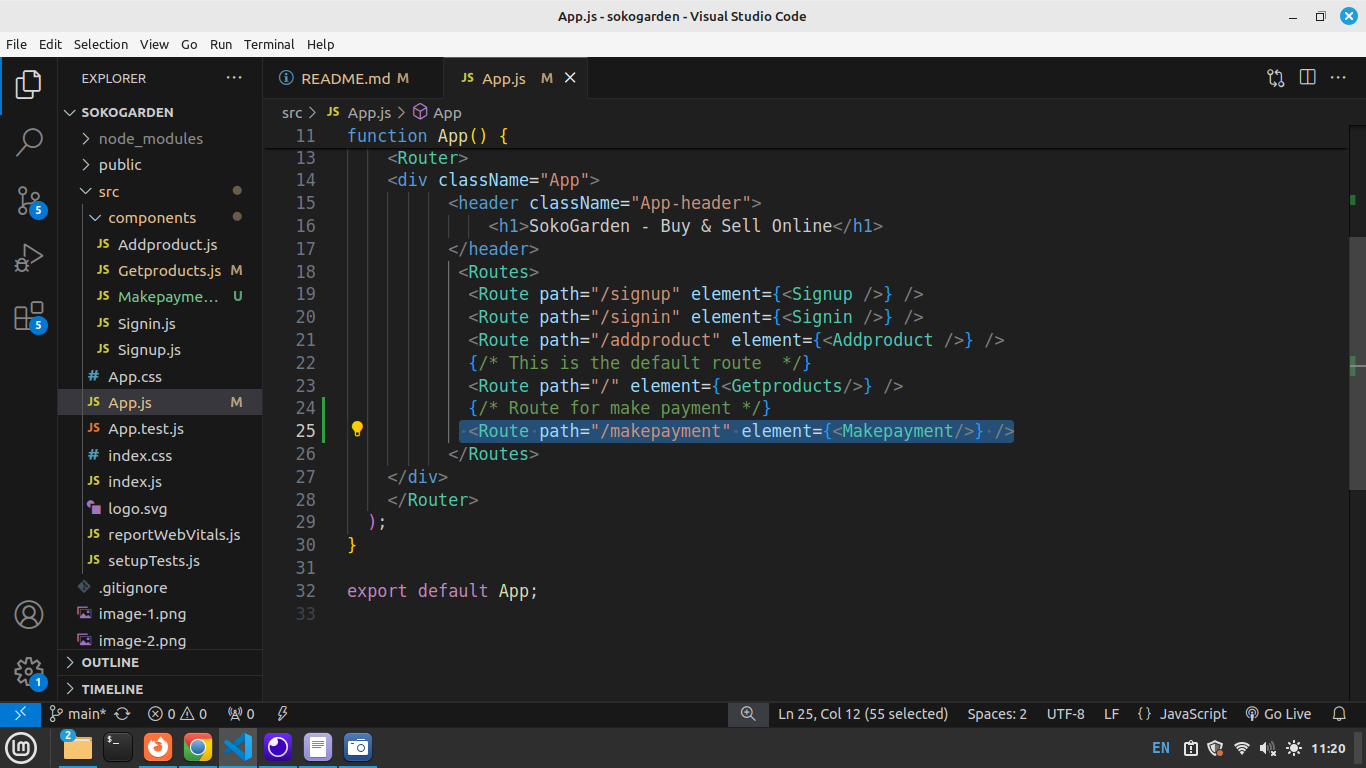 App.js - sokogarden - Visual Studio Code
File Edit Selection View Go Run Terminal Help
EXPLORER
README.md M
JS App.js M
SOKOGARDEN
node_modules
public
src
components
JS Addproduct.js
JS Getproducts.js M
JS Makepayme... U
JS Signin.js
JS Signup.js
# App.css
JS App.js M
JS App.test.js
# index.css
JS index.js
logo.svg
JS reportWebVitals.js
JS setupTests.js
.gitignore
image-1.png
image-2.png
OUTLINE
TIMELINE
5
5
1
src > JS App.js > App
11 function App() {
13 <Router>
14 <div className="App">
15 <header className="App-header">
16 <h1>SokoGarden - Buy & Sell Online</h1>
17 </header>
18 <Routes>
19 <Route path="/signup" element={<Signup />} />
20 <Route path="/signin" element={<Signin />} />
21 <Route path="/addproduct" element={<Addproduct />} />
22 {/* This is the default route  */}
23 <Route path="/" element={<Getproducts/>} />
24 {/* Route for make payment */}
25 <Route path="/makepayment" element={<Makepayment/>} />
26 </Routes>
27 </div>
28 </Router>
29 );
30 }
31
32 export default App;
33
main* 0 0 0 Ln 25, Col 12 (55 selected) Spaces: 2 UTF-8 LF {} JavaScript Go Live
2 $_ EN 11:20